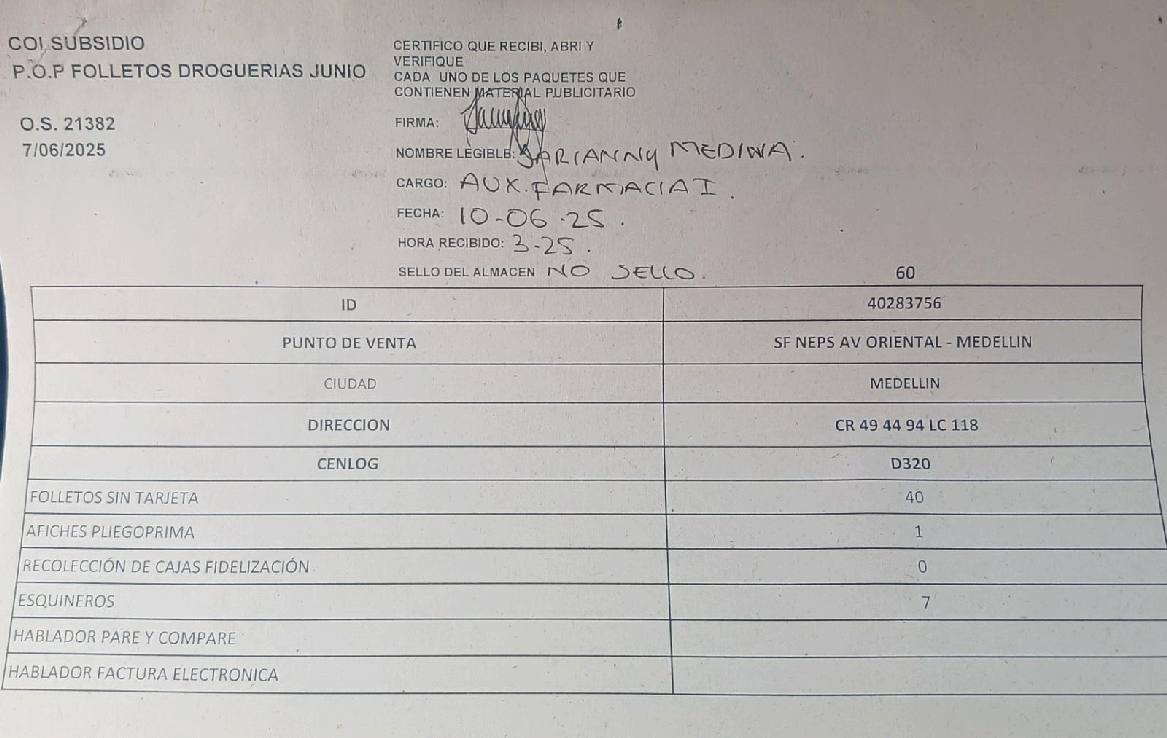 COLSUBSIDIO
P.O.P FOLLETOS DROGUERIAS JUNIO
O.S. 21382
7/06/2025
CERTIFICO QUE RECIBI, ABRI Y
VERIFIQUE
CADA UNO DE LOS PAQUETES QUE
CONTIENEN MATERIAL PUBLICITARIO
FIRMA:
NOMBRE LEGIBLE: YARIANNY MEDINA.
CARGO: AUX. FARMACIA I.
FECHA: 10-06-25.
HORA RECIBIDO: 3-25.
SELLO DEL ALMACEN NO SELLO.
60
ID 40283756
PUNTO DE VENTA SF NEPS AV ORIENTAL - MEDELLIN
CIUDAD MEDELLIN
DIRECCION CR 49 44 94 LC 118
CENLOG D320
FOLLETOS SIN TARJETA 40
AFICHES PLIEGOPRIMA 1
RECOLECCIÓN DE CAJAS FIDELIZACIÓN 0
ESQUINEROS 7
HABLADOR PARE Y COMPARE
HABLADOR FACTURA ELECTRONICA